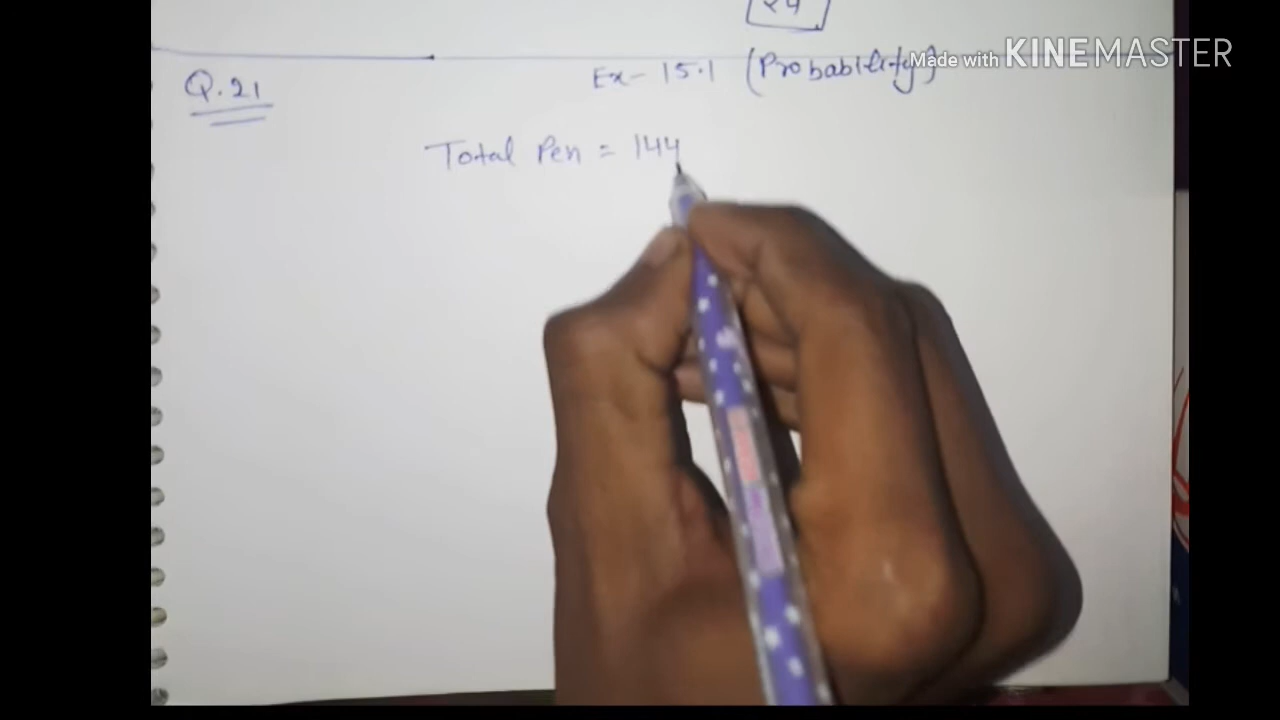 Made with KINEMASTER
Q.21 Ex-15.1 (Probability)
Total Pen = 144